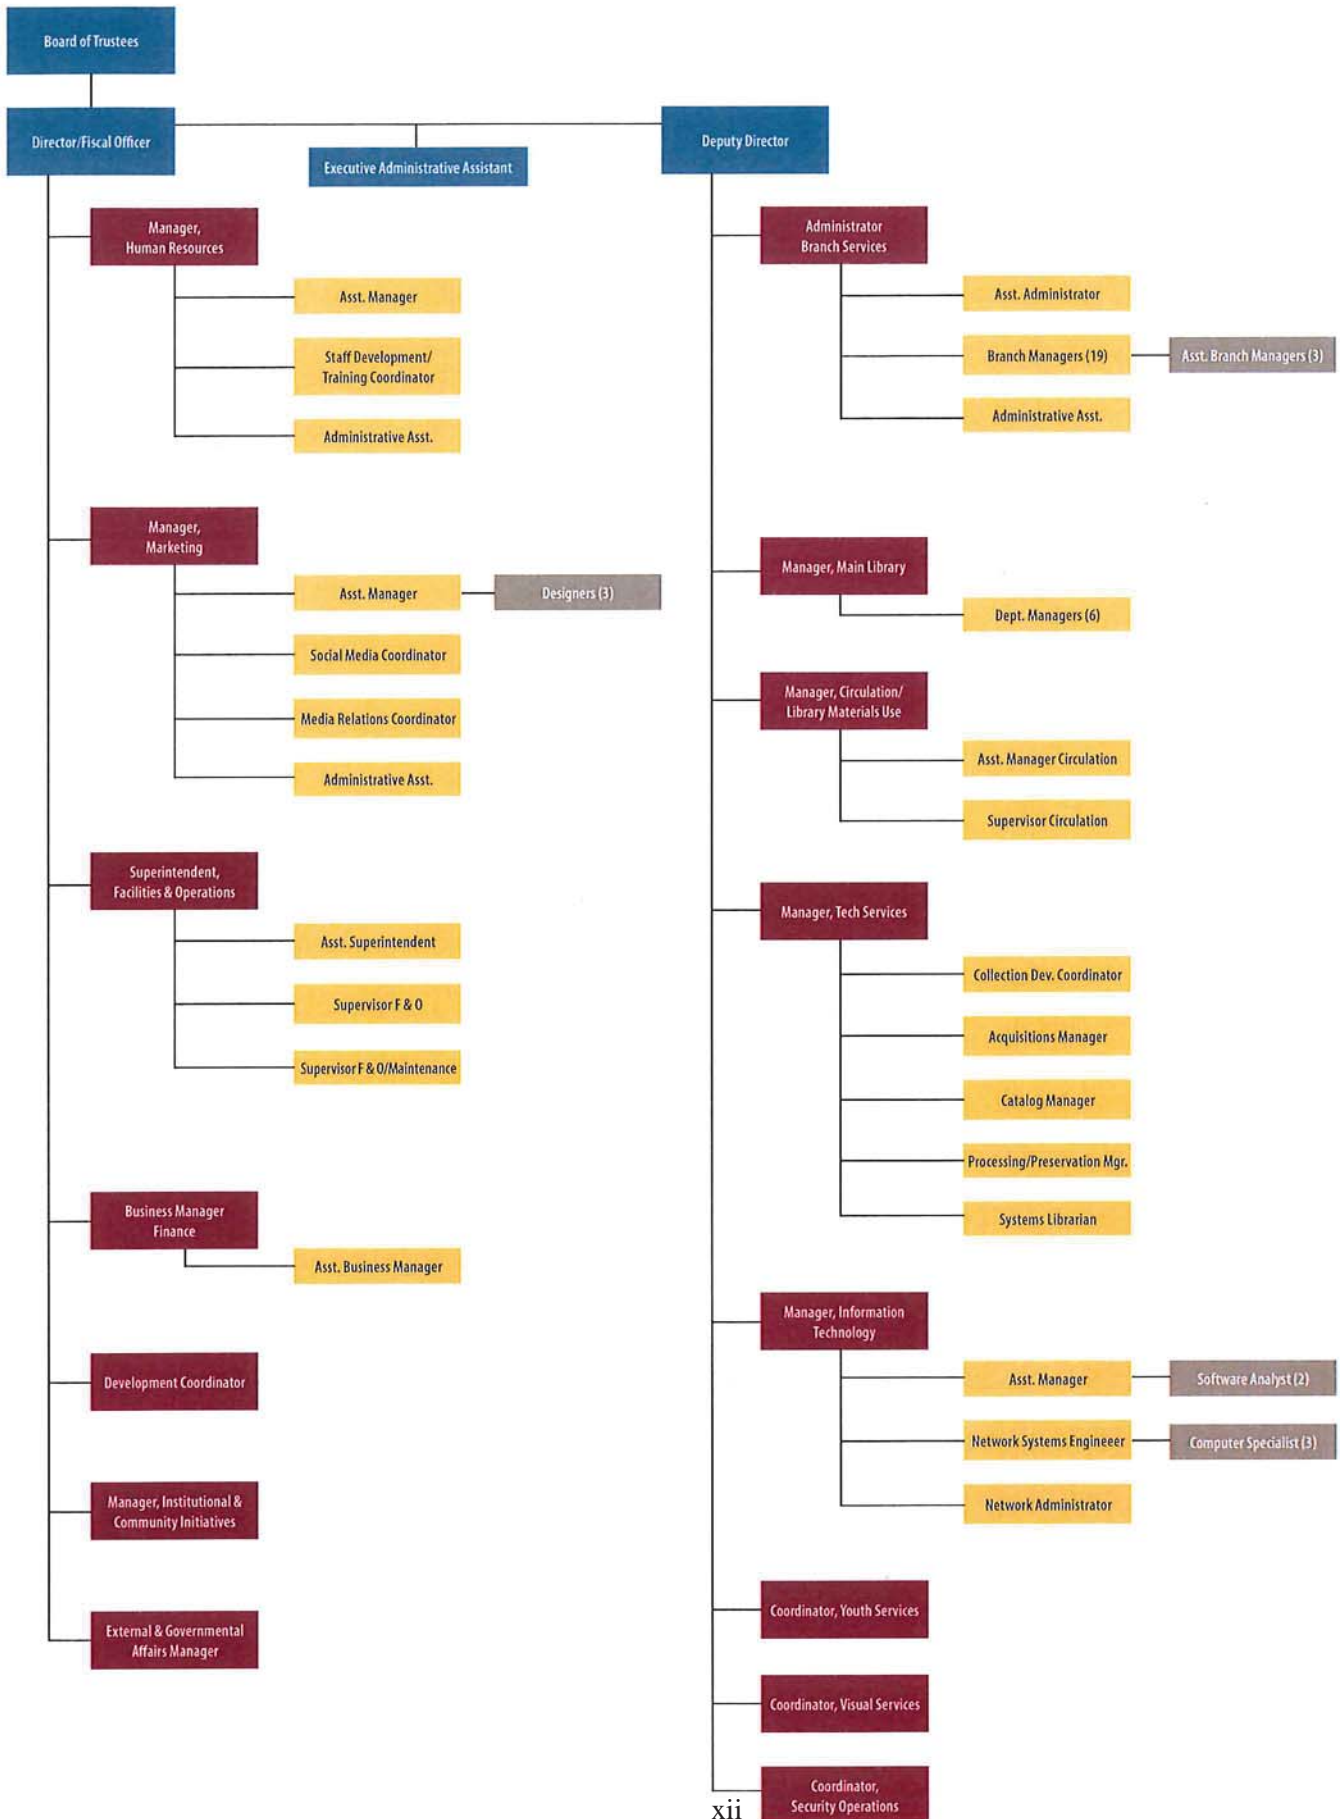 Board of Trustees
Director/Fiscal Officer
Executive Administrative Assistant
Deputy Director
Manager,
Human Resources
Asst. Manager
Staff Development/
Training Coordinator
Administrative Asst.
Manager,
Marketing
Asst. Manager
Designers (3)
Social Media Coordinator
Media Relations Coordinator
Administrative Asst.
Superintendent,
Facilities & Operations
Asst. Superintendent
Supervisor F & O
Supervisor F & O/Maintenance
Business Manager
Finance
Asst. Business Manager
Development Coordinator
Manager, Institutional &
Community Initiatives
External & Governmental
Affairs Manager
Administrator
Branch Services
Asst. Administrator
Branch Managers (19)
Asst. Branch Managers (3)
Administrative Asst.
Manager, Main Library
Dept. Managers (6)
Manager, Circulation/
Library Materials Use
Asst. Manager Circulation
Supervisor Circulation
Manager, Tech Services
Collection Dev. Coordinator
Acquisitions Manager
Catalog Manager
Processing/Preservation Mgr.
Systems Librarian
Manager, Information
Technology
Asst. Manager
Software Analyst (2)
Network Systems Engineeer
Computer Specialist (3)
Network Administrator
Coordinator, Youth Services
Coordinator, Visual Services
Coordinator,
Security Operations
xii